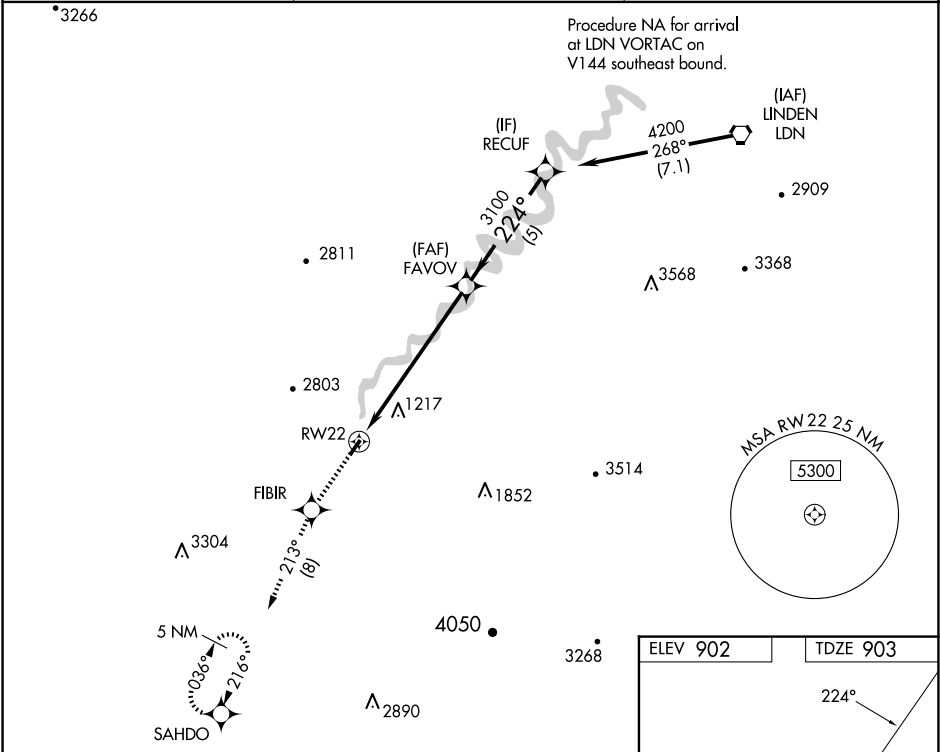 3266
Procedure NA for arrival
at LDN VORTAC on
V144 southeast bound.
(IAF)
LINDEN
LDN
(IF)
RECUF
4200
268°
(7.1)
2909
3100
224°
(5)
2811
(FAF)
FAVOV
3568
3368
2803
1217
RW22
MSA RW22 25 NM
5300
3514
FIBIR
1852
3304
213°
(8)
5 NM
4050
3268
036°
216°
2890
SAHDO
ELEV 902
TDZE 903
224°